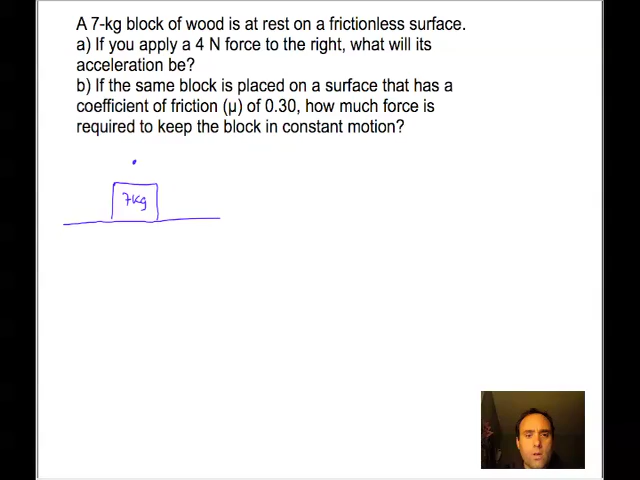 A 7-kg block of wood is at rest on a frictionless surface.
a) If you apply a 4 N force to the right, what will its
acceleration be?
b) If the same block is placed on a surface that has a
coefficient of friction (μ) of 0.30, how much force is
required to keep the block in constant motion?
7kg